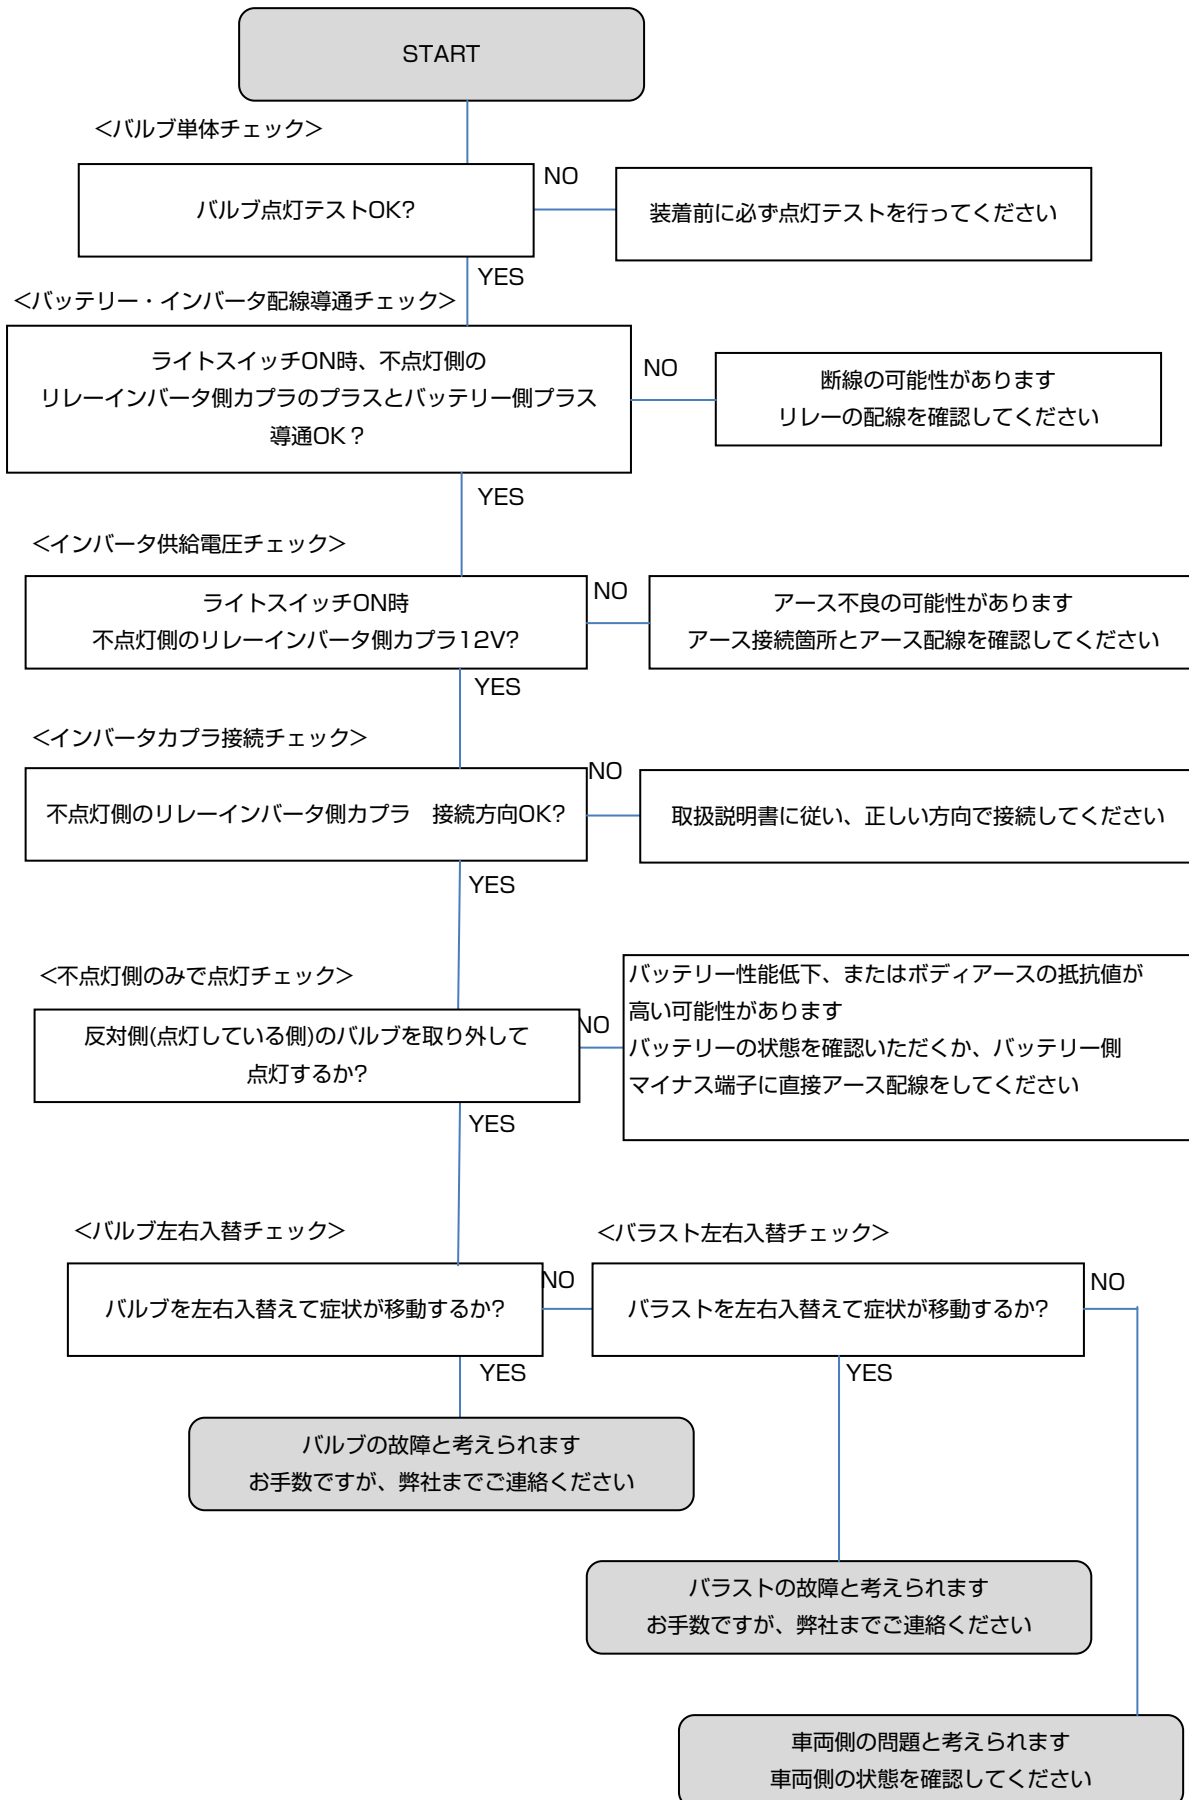 START
<バルブ単体チェック>
バルブ点灯テストOK?
NO
装着前に必ず点灯テストを行ってください
YES
<バッテリー・インバータ配線導通チェック>
ライトスイッチON時、不点灯側の
リレーインバータ側カプラのプラスとバッテリー側プラス
導通OK？
NO
断線の可能性があります
リレーの配線を確認してください
YES
<インバータ供給電圧チェック>
ライトスイッチON時
不点灯側のリレーインバータ側カプラ12V?
NO
アース不良の可能性があります
アース接続箇所とアース配線を確認してください
YES
<インバータカプラ接続チェック>
不点灯側のリレーインバータ側カプラ　接続方向OK?
NO
取扱説明書に従い、正しい方向で接続してください
YES
<不点灯側のみで点灯チェック>
反対側(点灯している側)のバルブを取り外して
点灯するか?
NO
バッテリー性能低下、またはボディアースの抵抗値が
高い可能性があります
バッテリーの状態を確認いただくか、バッテリー側
マイナス端子に直接アース配線をしてください
YES
<バルブ左右入替チェック>
バルブを左右入替えて症状が移動するか?
NO
<バラスト左右入替チェック>
バラストを左右入替えて症状が移動するか?
NO
YES
バルブの故障と考えられます
お手数ですが、弊社までご連絡ください
YES
バラストの故障と考えられます
お手数ですが、弊社までご連絡ください
車両側の問題と考えられます
車両側の状態を確認してください